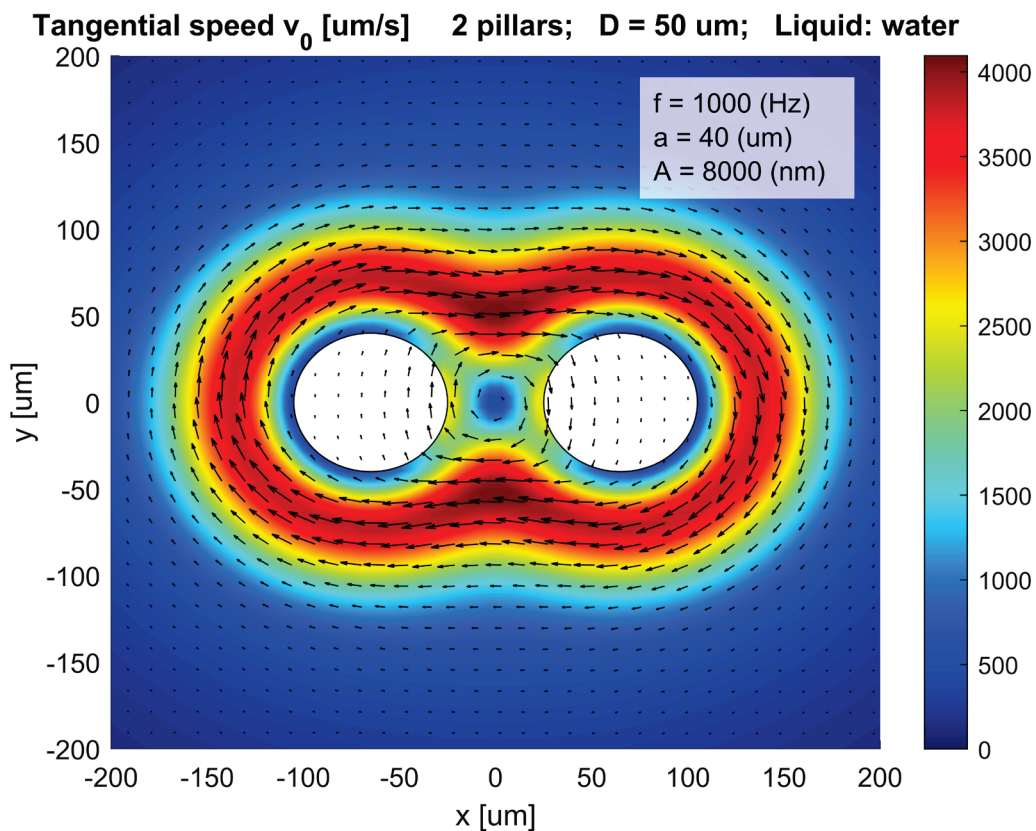 Tangential speed v0 [um/s] 2 pillars; D = 50 um; Liquid: water
f = 1000 (Hz)
a = 40 (um)
A = 8000 (nm)
200
150
100
50
0
-50
-100
-150
-200
y [um]
-200 -150 -100 -50 0 50 100 150 200
x [um]
4000
3500
3000
2500
2000
1500
1000
500
0